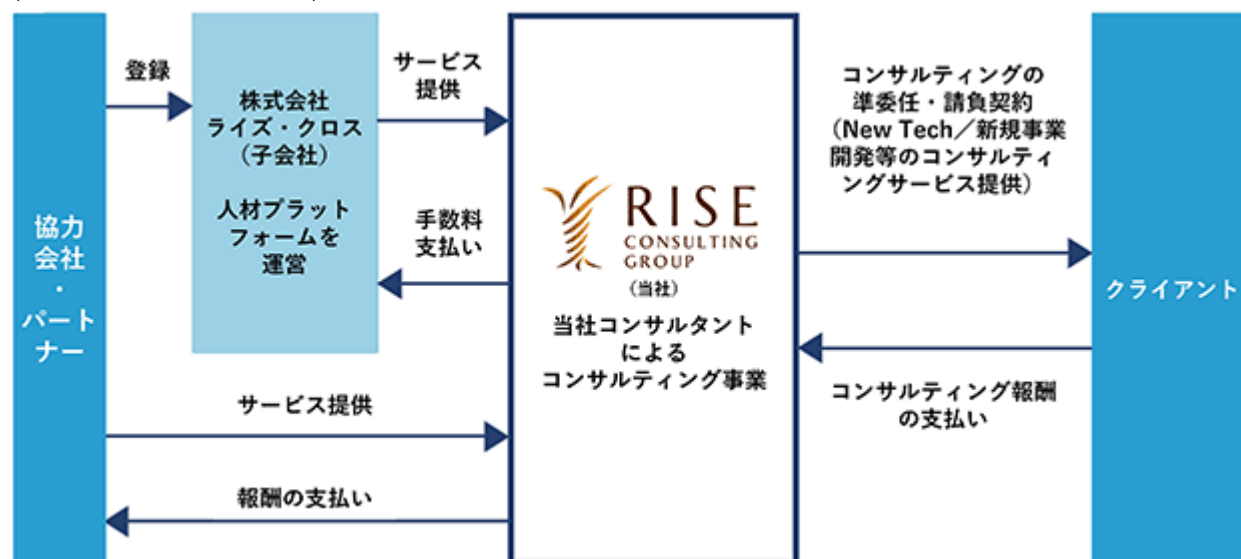 協力
会社
・
パート
ナー
登録
株式会社
ライズ・クロス
（子会社）
人材プラット
フォームを
運営
サービス
提供
手数料
支払い
サービス提供
報酬の支払い
RISE
CONSULTING
GROUP
（当社）
当社コンサルタント
による
コンサルティング事業
コンサルティングの
準委任・請負契約
（New Tech／新規事業
開発等のコンサルティ
ングサービス提供）
コンサルティング報酬
の支払い
クライアント